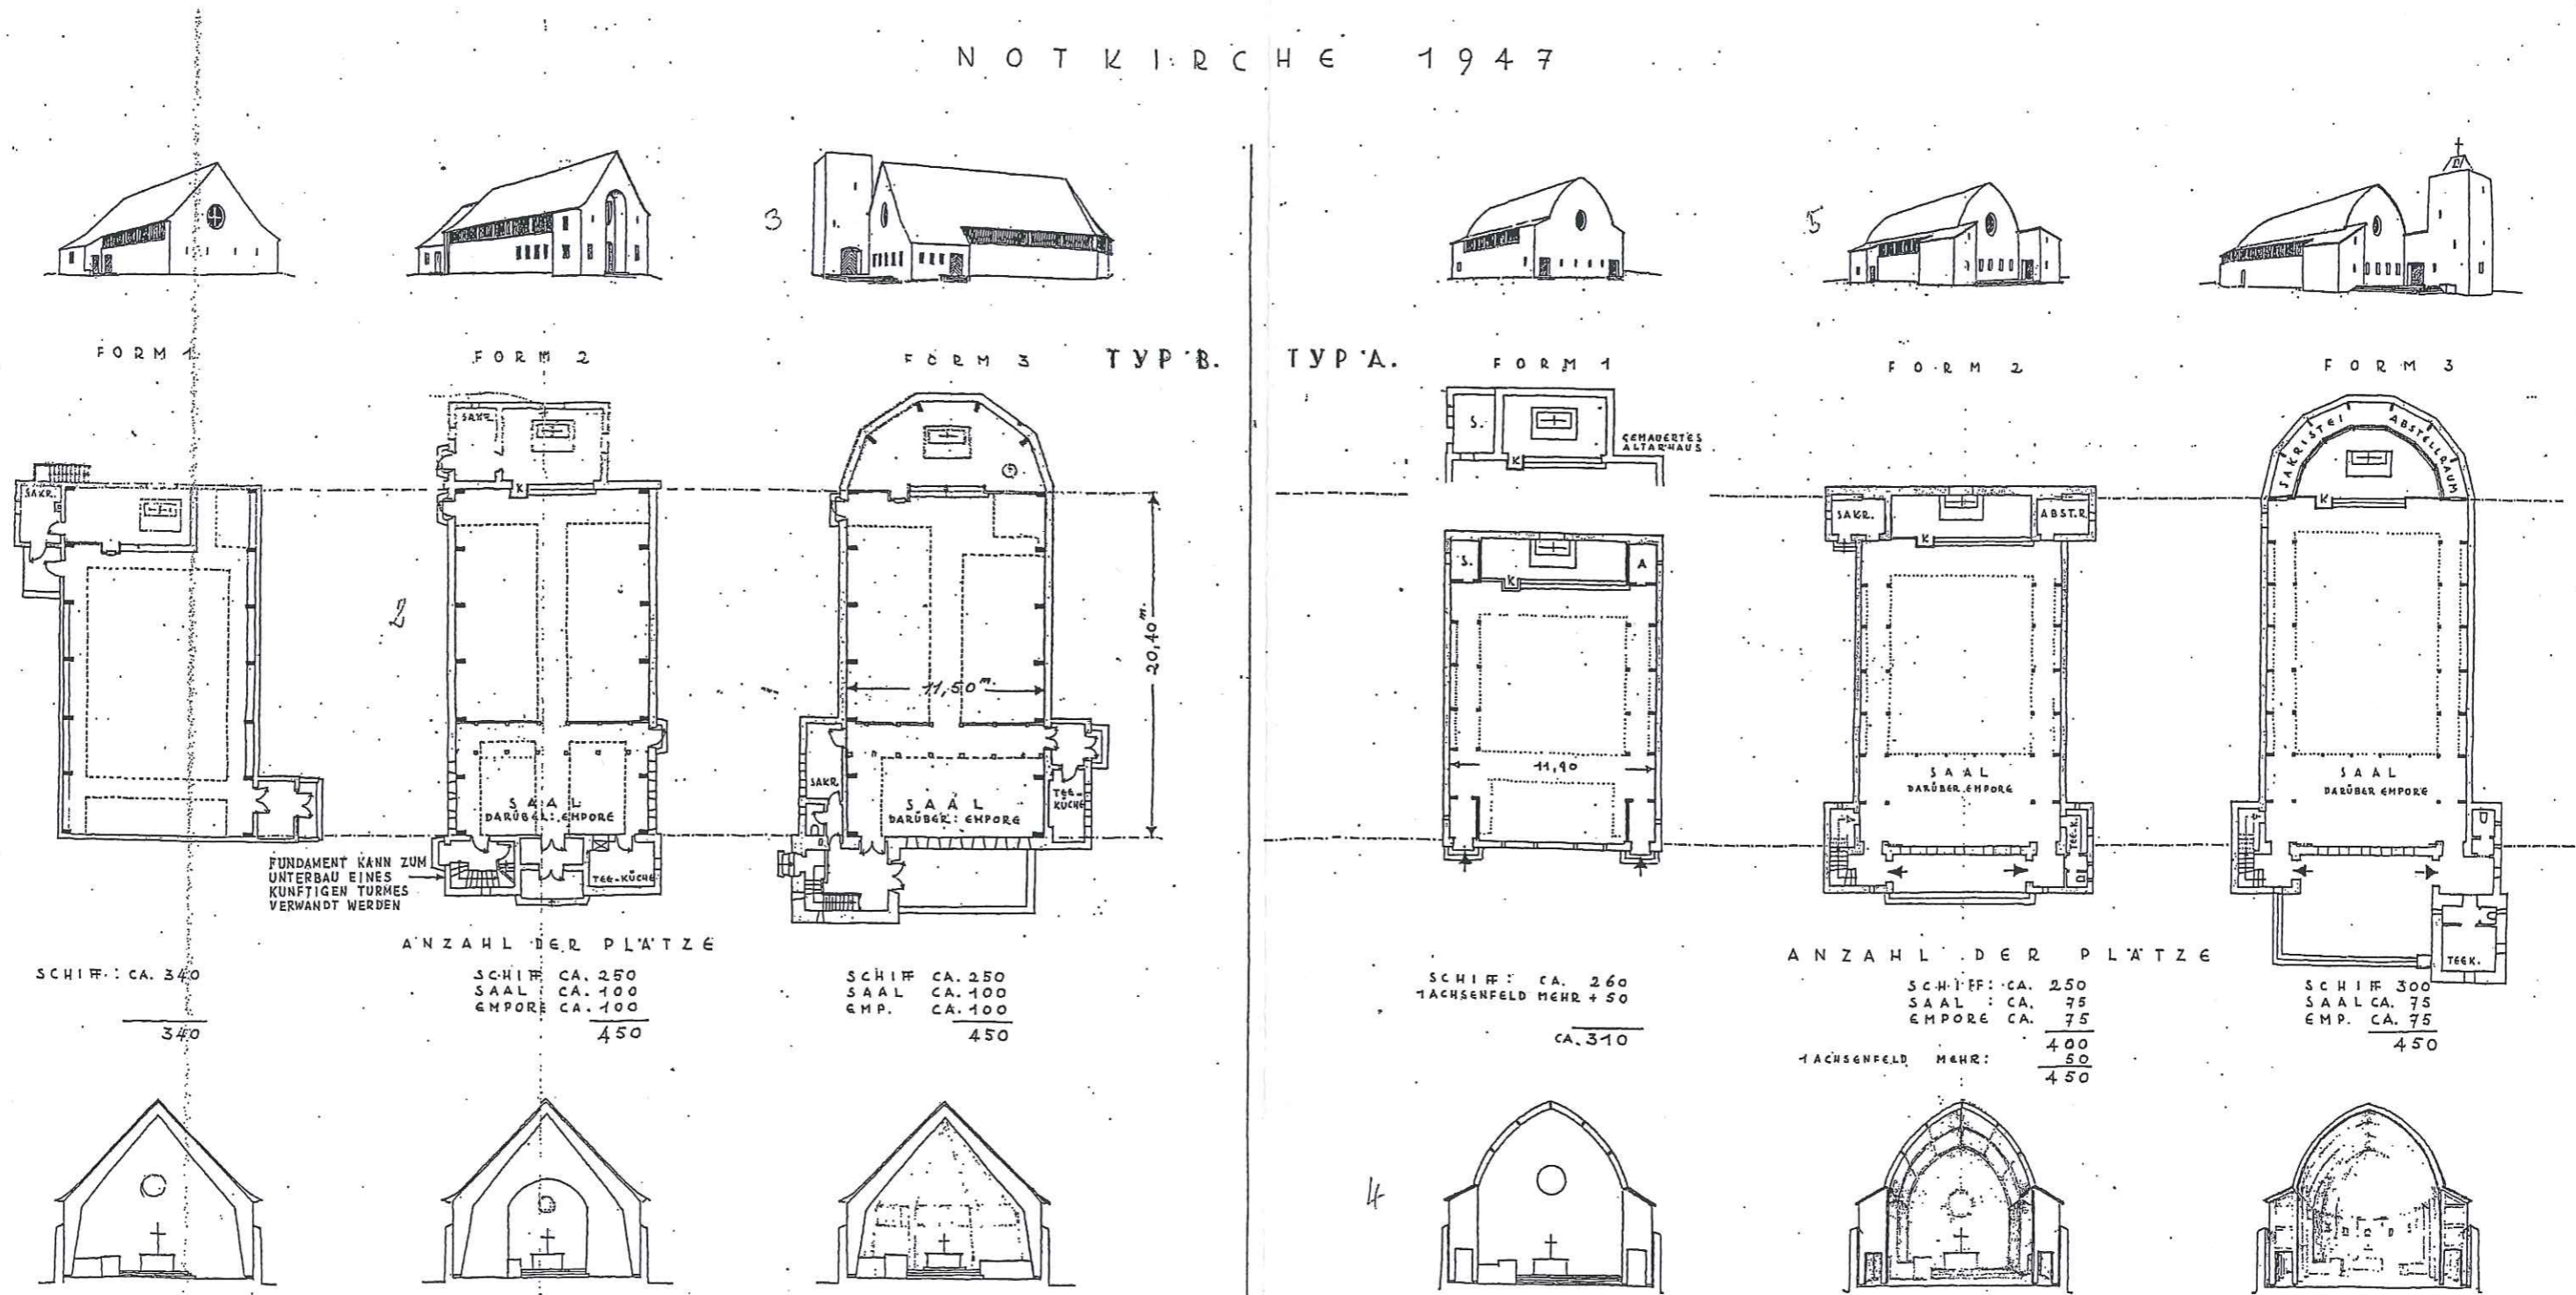 NOTKIRCHE 1947
3
5
FORM 1
FORM 2
FORM 3
TYP B.
TYP A.
FORM 1
FORM 2
FORM 3
SAKR.
SAKR.
K
2
SAAL
DARÜBER: EMPORE
TEE-KÜCHE
FUNDAMENT KANN ZUM
UNTERBAU EINES
KÜNFTIGEN TURMES
VERWANDT WERDEN
11,50 m.
20,40 m.
SAKR.
SAAL
DARÜBER: EMPORE
TEE-
KÜCHE
S.
K
GEMAUERTES
ALTARHAUS
S.
K
A
11,90
SAKR.
K
ABST.R.
SAAL
DARÜBER EMPORE
TEEK.
SAKRISTEI
ABSTELLRAUM
K
SAAL
DARÜBER EMPORE
TEEK.
ANZAHL DER PLÄTZE
SCHIFF: CA. 340
340
SCHIFF CA. 250
SAAL CA. 100
EMPORE CA. 100
450
SCHIFF CA. 250
SAAL CA. 100
EMP. CA. 100
450
ANZAHL DER PLÄTZE
SCHIFF: CA. 260
1 ACHSENFELD MEHR + 50
CA. 310
SCHIFF: CA. 250
SAAL : CA. 75
EMPORE CA. 75
400
1 ACHSENFELD MEHR: 50
450
SCHIFF 300
SAAL CA. 75
EMP. CA. 75
450
4